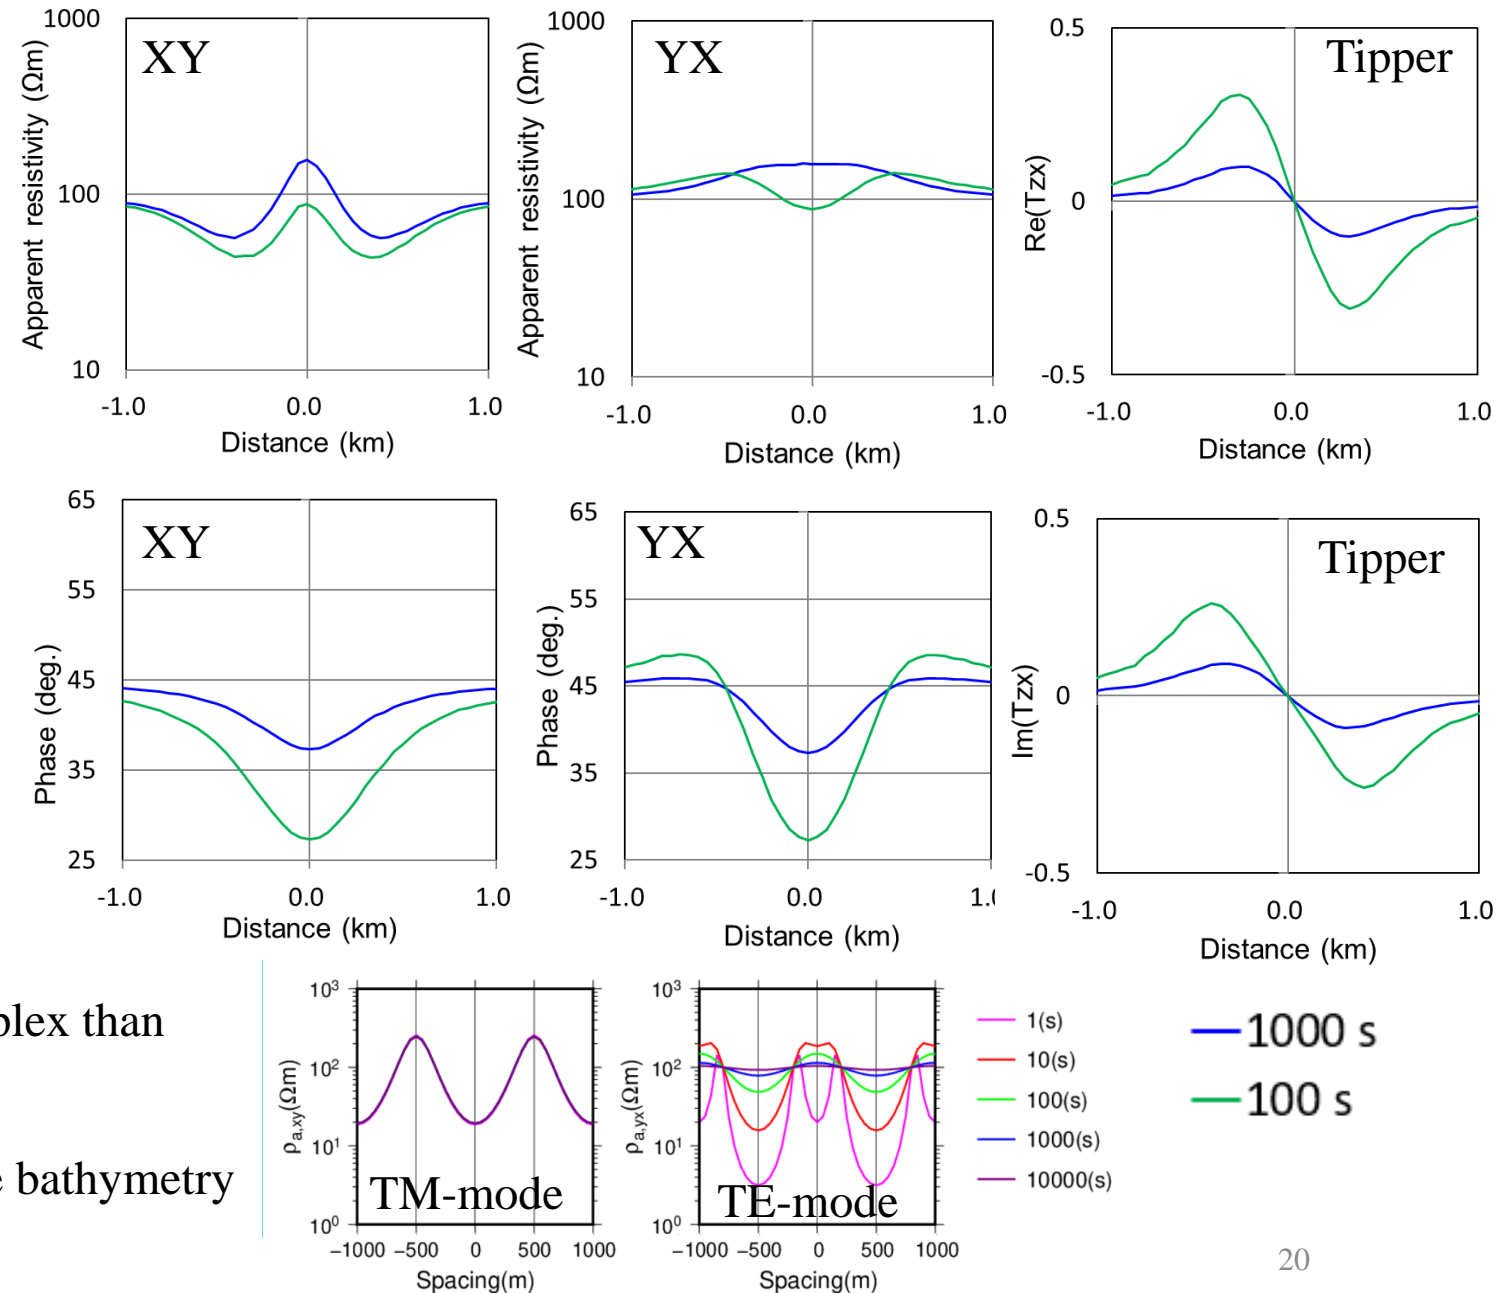 1000
100
10
Apparent resistivity (Ωm)
XY
-1.0 0.0 1.0
Distance (km)
1000
100
10
Apparent resistivity (Ωm)
YX
-1.0 0.0 1.0
Distance (km)
0.5
0
-0.5
Re(Tzx)
Tipper
-1.0 0.0 1.0
Distance (km)
65
55
45
35
25
Phase (deg.)
XY
-1.0 0.0 1.0
Distance (km)
65
55
45
35
25
Phase (deg.)
YX
-1.0 0.0 1.0
Distance (km)
0.5
0
-0.5
Im(Tzx)
Tipper
-1.0 0.0 1.0
Distance (km)
plex than
e bathymetry
10³
10²
10¹
10⁰
ρa,xy(Ωm)
TM-mode
−1000 −500 0 500 1000
Spacing(m)
10³
10²
10¹
10⁰
ρa,yx(Ωm)
TE-mode
−1000 −500 0 500 1000
Spacing(m)
1(s)
10(s)
100(s)
1000(s)
10000(s)
1000 s
100 s
20